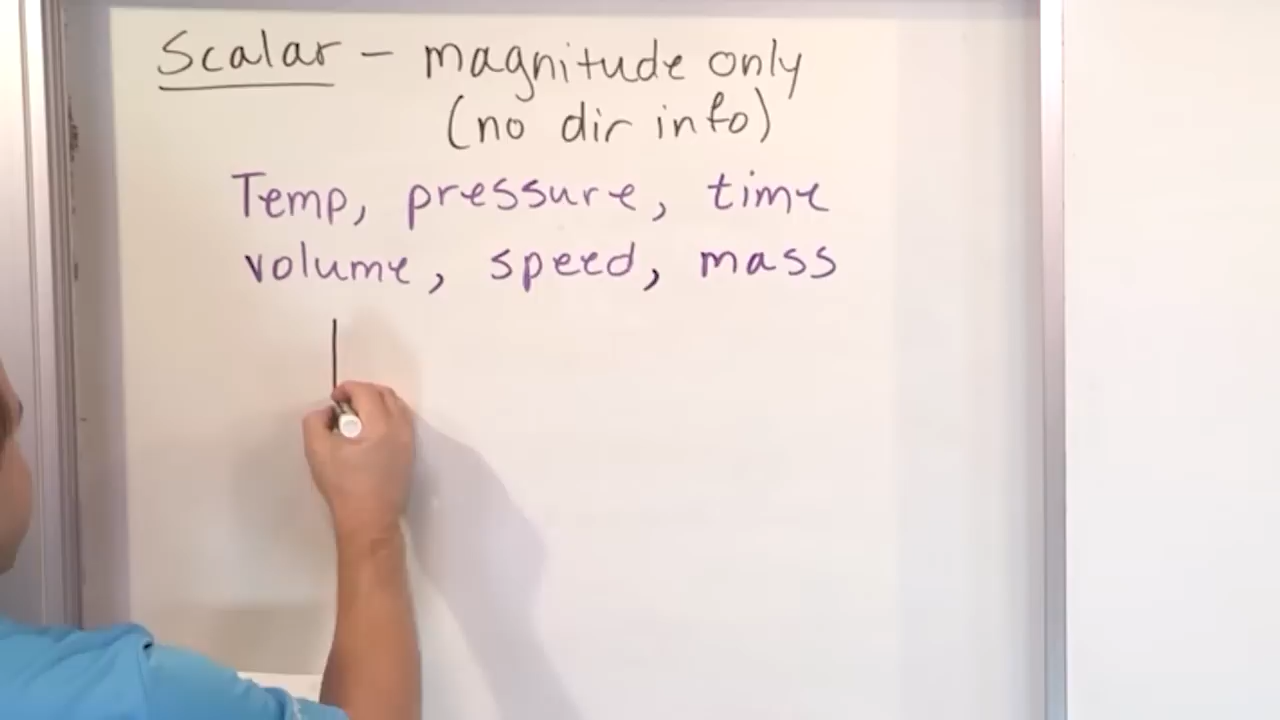 Scalar – magnitude only
(no dir info)
Temp, pressure, time
volume, speed, mass